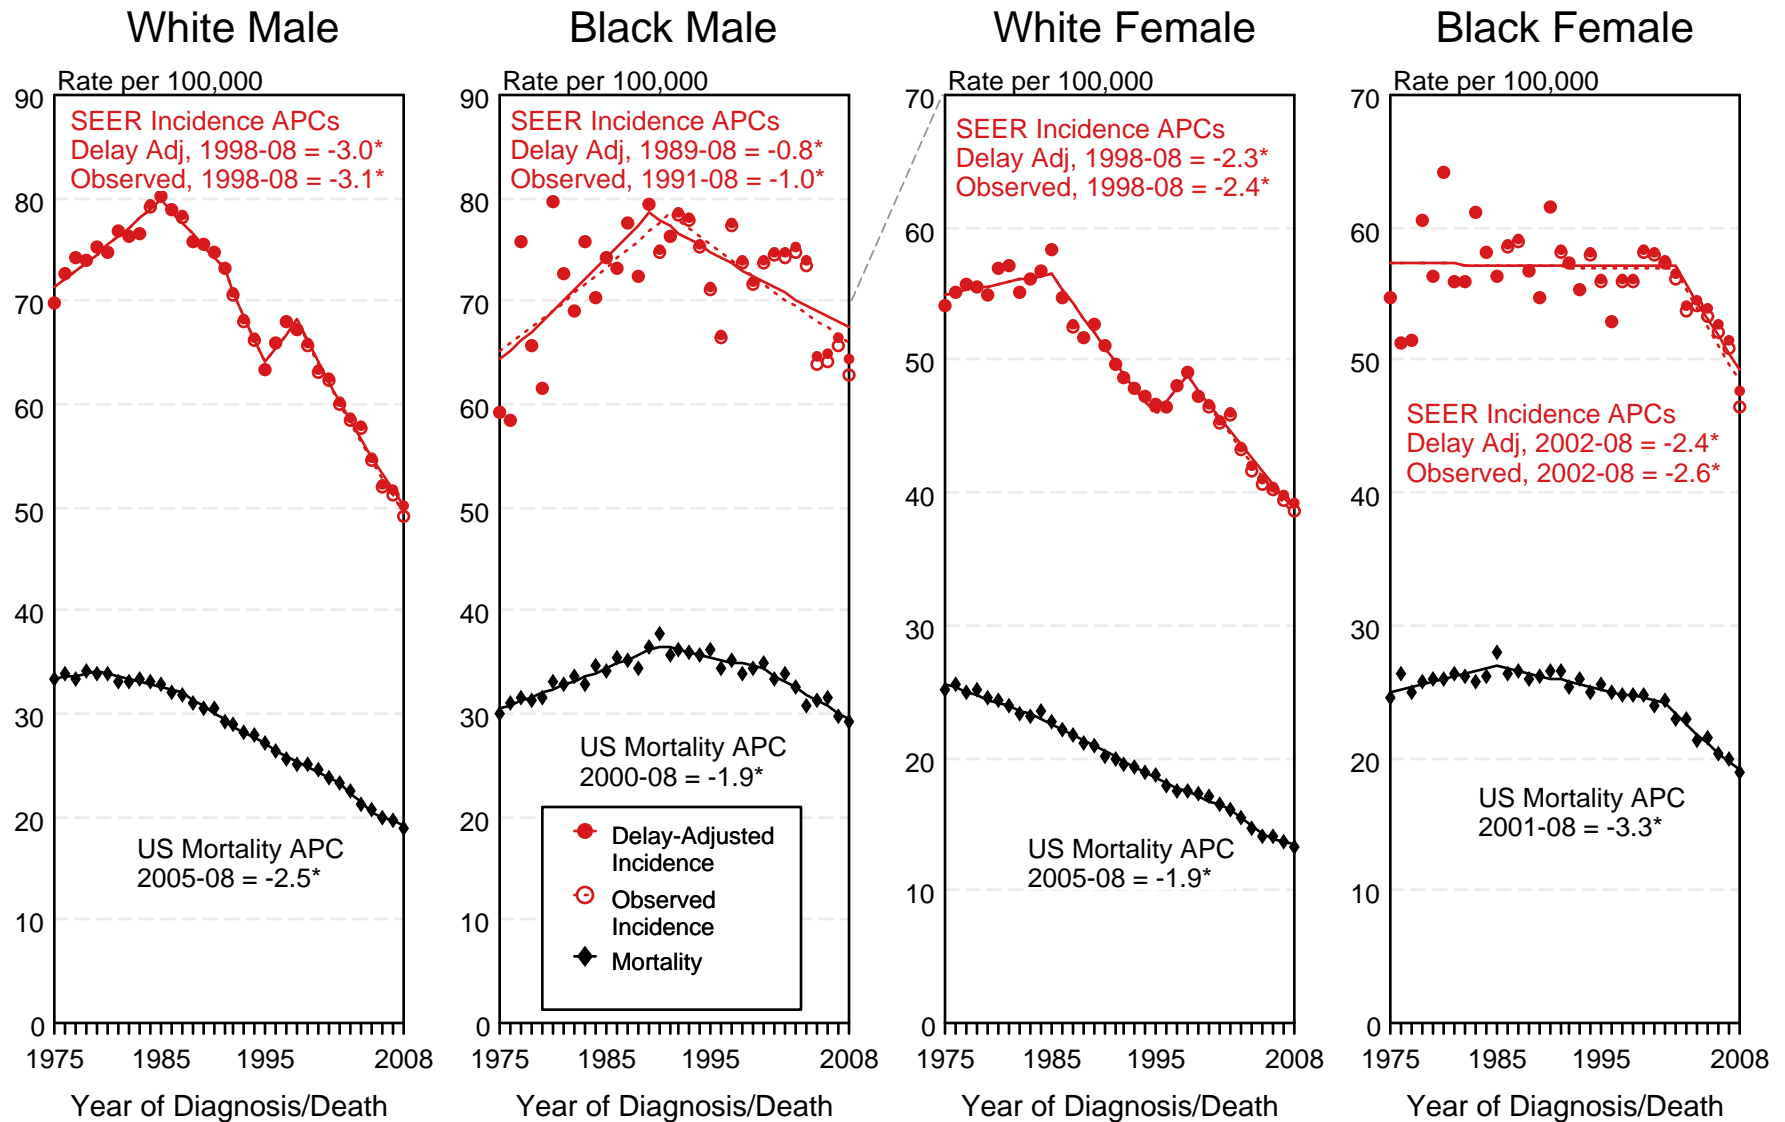 White Male
Rate per 100,000
90
80
70
60
50
40
30
20
10
0
SEER Incidence APCs
Delay Adj, 1998-08 = -3.0*
Observed, 1998-08 = -3.1*
US Mortality APC
2005-08 = -2.5*
1975 1985 1995 2008
Year of Diagnosis/Death
Black Male
Rate per 100,000
90
80
70
60
50
40
30
20
10
0
SEER Incidence APCs
Delay Adj, 1989-08 = -0.8*
Observed, 1991-08 = -1.0*
US Mortality APC
2000-08 = -1.9*
Delay-Adjusted
Incidence
Observed
Incidence
Mortality
1975 1985 1995 2008
Year of Diagnosis/Death
White Female
Rate per 100,000
70
60
50
40
30
20
10
0
SEER Incidence APCs
Delay Adj, 1998-08 = -2.3*
Observed, 1998-08 = -2.4*
US Mortality APC
2005-08 = -1.9*
1975 1985 1995 2008
Year of Diagnosis/Death
Black Female
Rate per 100,000
70
60
50
40
30
20
10
0
SEER Incidence APCs
Delay Adj, 2002-08 = -2.4*
Observed, 2002-08 = -2.6*
US Mortality APC
2001-08 = -3.3*
1975 1985 1995 2008
Year of Diagnosis/Death